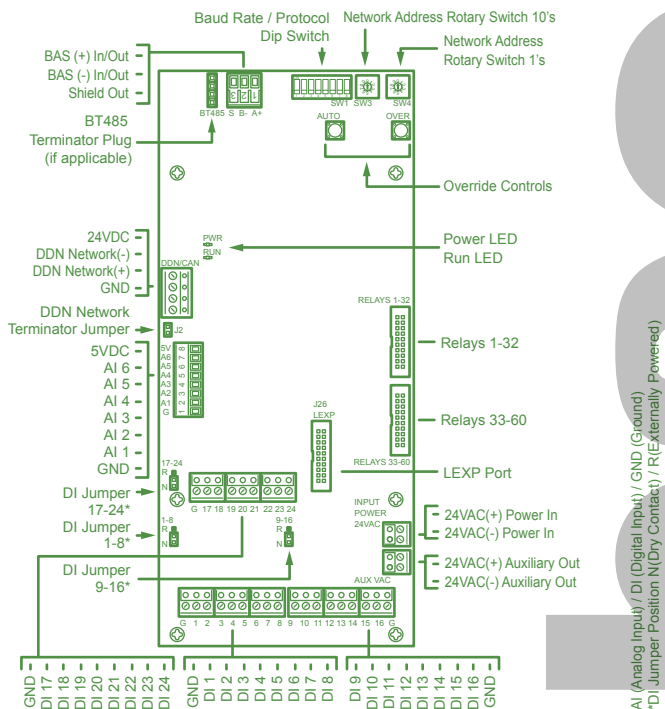 Baud Rate / Protocol
Dip Switch
Network Address Rotary Switch 10's
Network Address
Rotary Switch 1's
BAS (+) In/Out
BAS (-) In/Out
Shield Out
BT485
Terminator Plug
(if applicable)
BT485
3 2 1
S B- A+
SW1
SW3
SW4
AUTO
OVER
Override Controls
24VDC
DDN Network(-)
DDN Network(+)
GND
PWR
RUN
DDN/CAN
Power LED
Run LED
DDN Network
Terminator Jumper
J2
RELAYS 1-32
Relays 1-32
5VDC
AI 6
AI 5
AI 4
AI 3
AI 2
AI 1
GND
5V 8
A6 7
A5 6
A4 5
A3 4
A2 3
A1 2
G 1
J26
LEXP
Relays 33-60
RELAYS 33-60
LEXP Port
17-24
R
N
DI Jumper
17-24*
DI Jumper
1-8*
DI Jumper
9-16*
G 17 18 19 20 21 22 23 24
1-8
R
N
9-16
R
N
INPUT
POWER
24VAC
24VAC(+) Power In
24VAC(-) Power In
24VAC(+) Auxiliary Out
24VAC(-) Auxiliary Out
AUX VAC
G 1 2 3 4 5 6 7 8 9 10 11 12 13 14 15 16 G
GND
DI 17
DI 18
DI 19
DI 20
DI 21
DI 22
DI 23
DI 24
GND
DI 1
DI 2
DI 3
DI 4
DI 5
DI 6
DI 7
DI 8
DI 9
DI 10
DI 11
DI 12
DI 13
DI 14
DI 15
DI 16
GND
AI (Analog Input) / DI (Digital Input) / GND (Ground)
*DI Jumper Position N(Dry Contact) / R(Externally Powered)